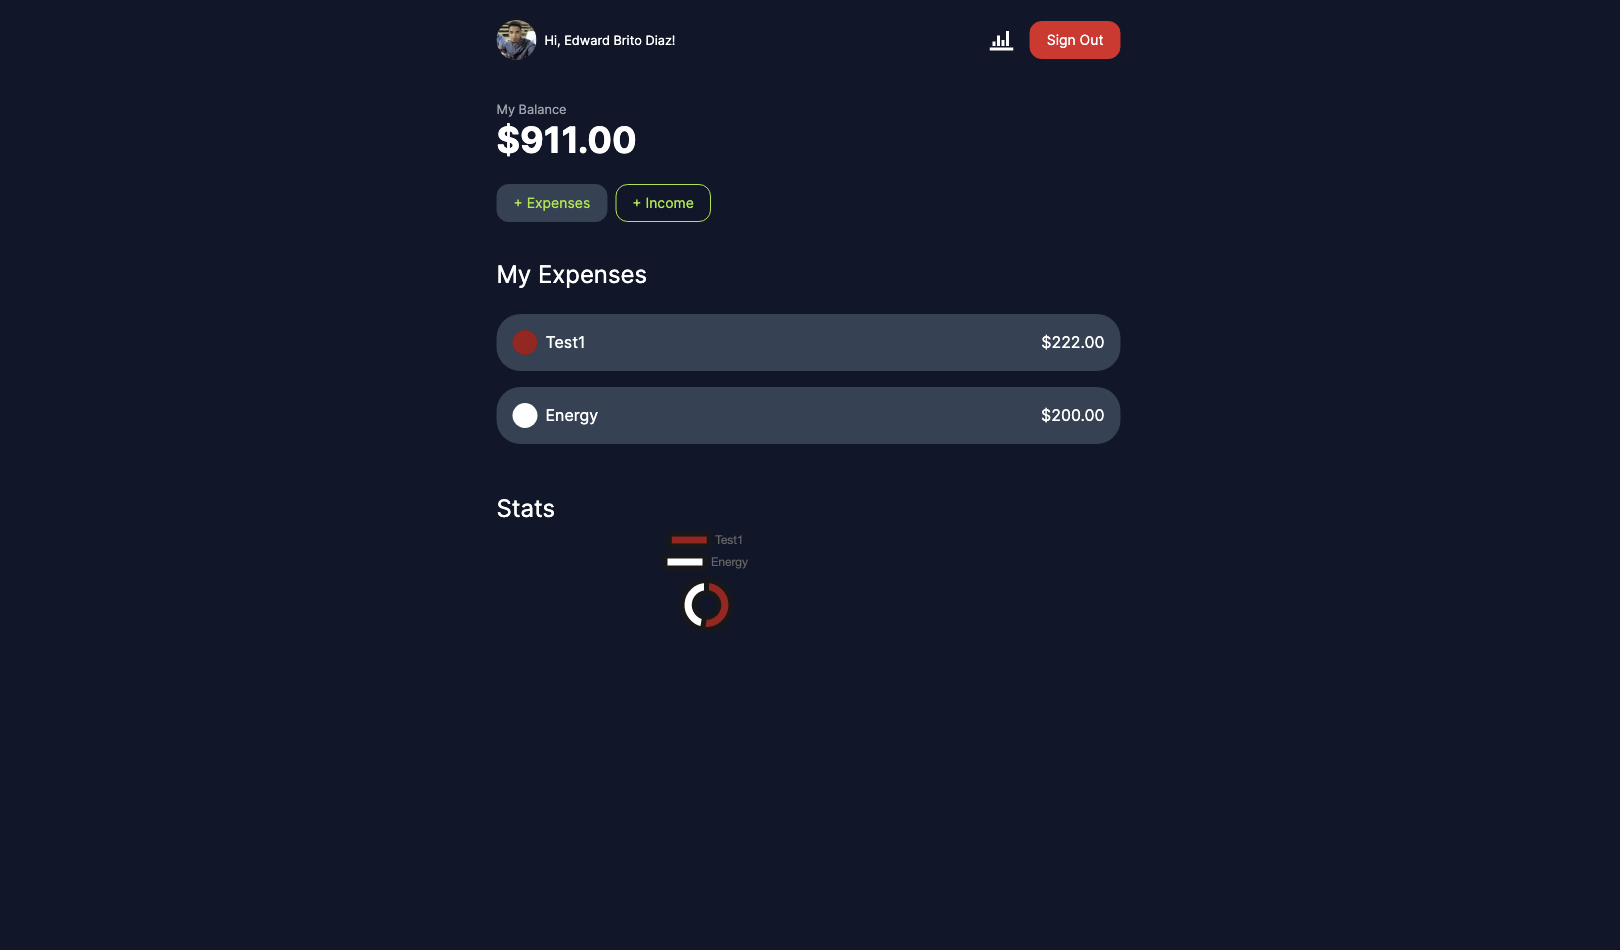 Hi, Edward Brito Diaz!
Sign Out
My Balance
$911.00
+ Expenses
+ Income
My Expenses
Test1
$222.00
Energy
$200.00
Stats
Test1
Energy